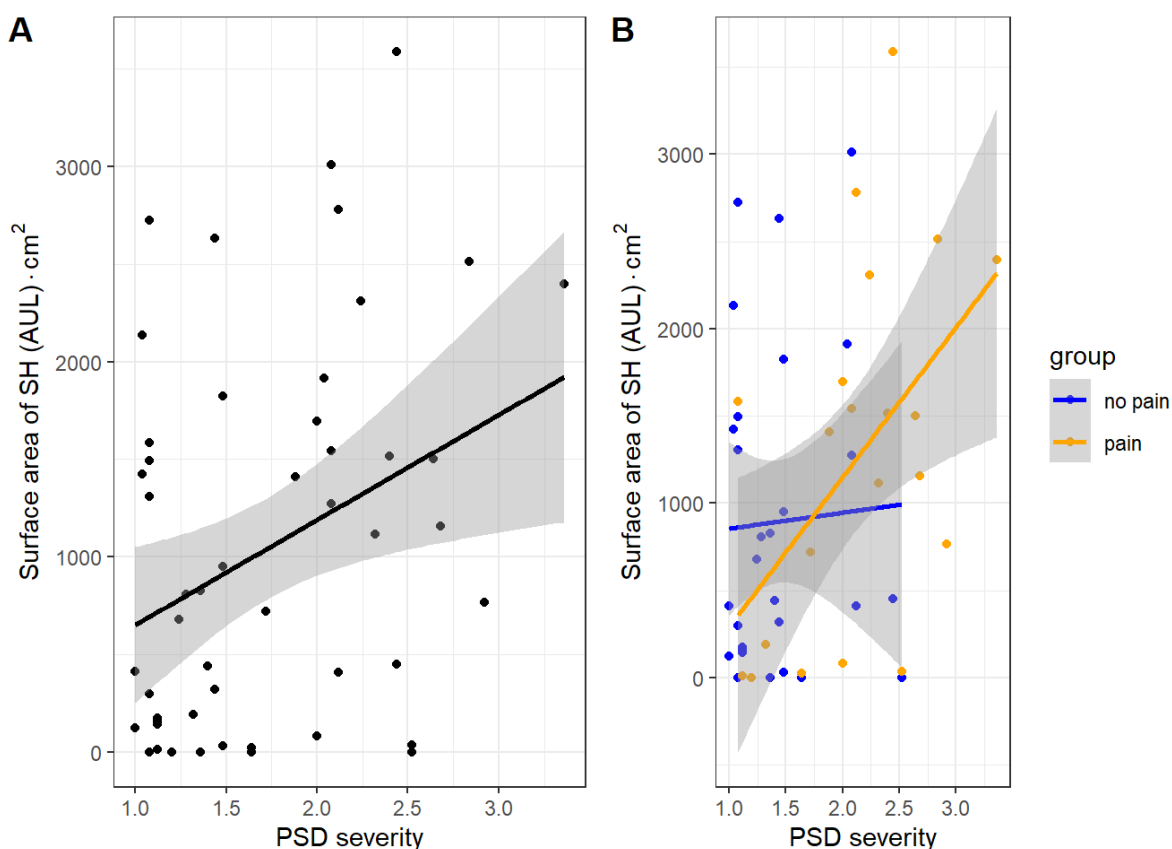 A
Surface area of SH (AUL) · cm²
3000
2000
1000
0
1.0 1.5 2.0 2.5 3.0
PSD severity
B
Surface area of SH (AUL) · cm²
3000
2000
1000
0
1.0 1.5 2.0 2.5 3.0
PSD severity
group
no pain
pain